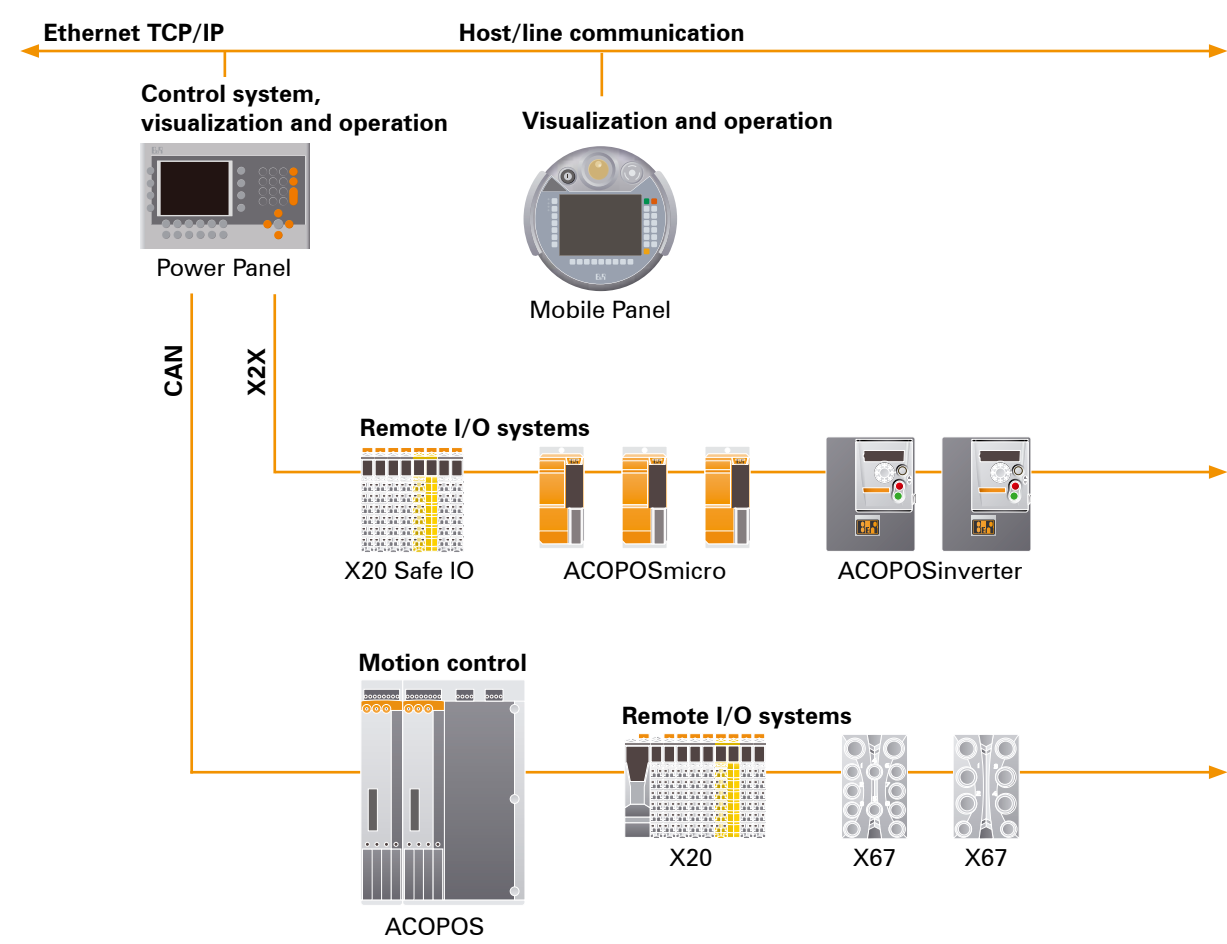 Ethernet TCP/IP
Host/line communication
Control system,
visualization and operation
Visualization and operation
Power Panel
Mobile Panel
CAN
X2X
Remote I/O systems
X20 Safe IO
ACOPOSmicro
ACOPOSinverter
Motion control
Remote I/O systems
X20
X67
X67
ACOPOS